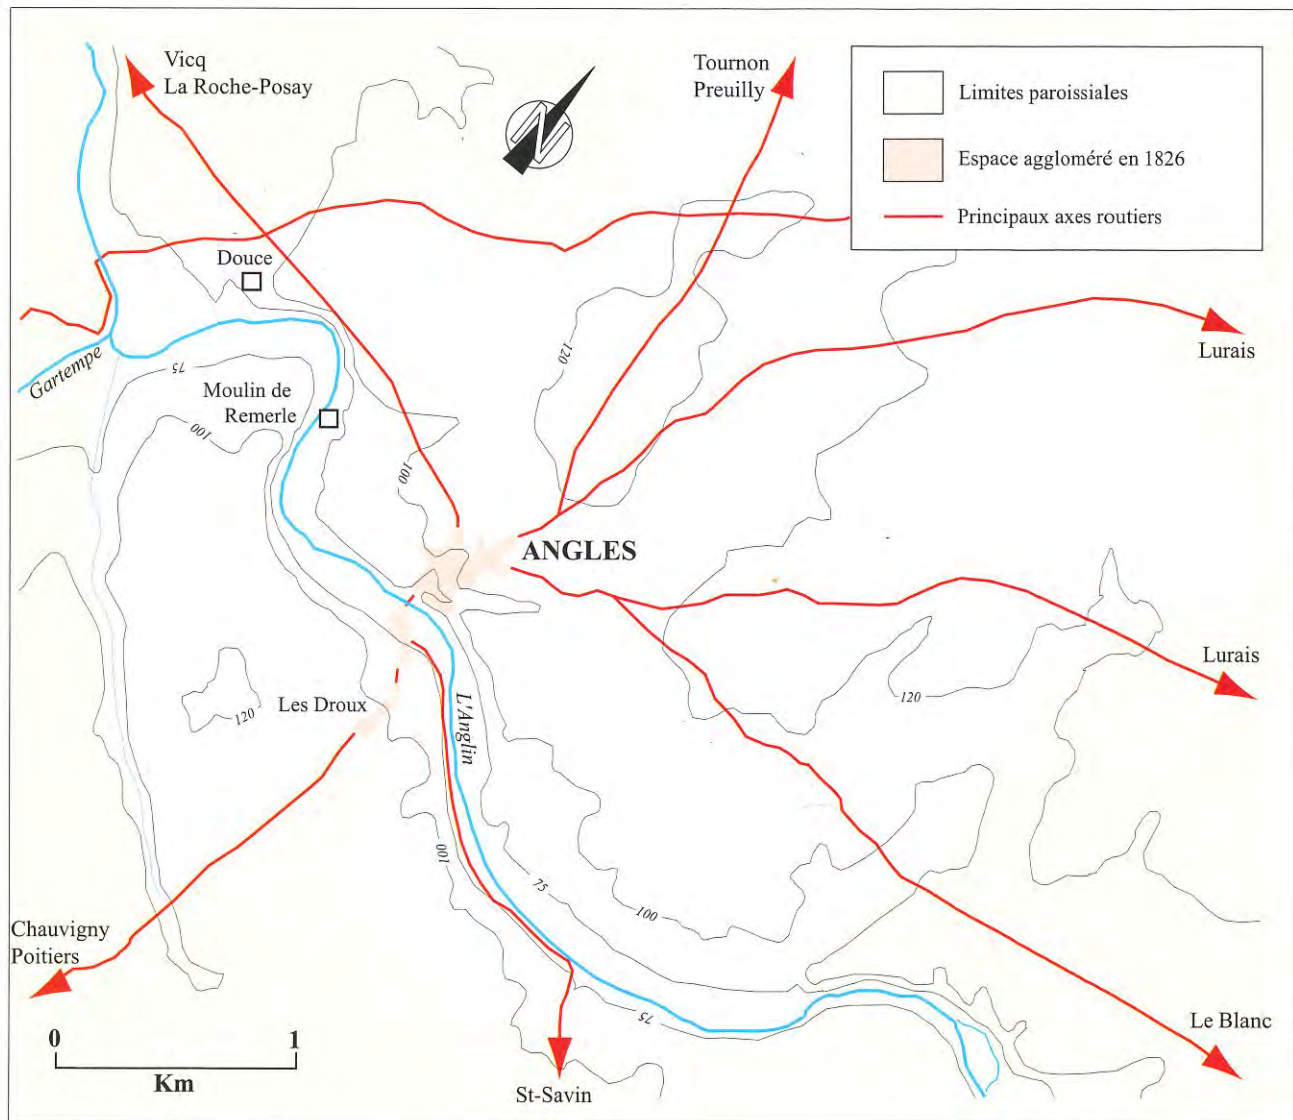 Vicq
La Roche-Posay
Tournon
Preuilly
N
Limites paroissiales
Espace aggloméré en 1826
Principaux axes routiers
Douce
120
Lurais
Gartempe
75
Moulin de
Remerle
100
100
ANGLES
Lurais
120
Les Droux
120
L'Anglin
100
75
100
Chauvigny
Poitiers
75
Le Blanc
0 1
Km
St-Savin